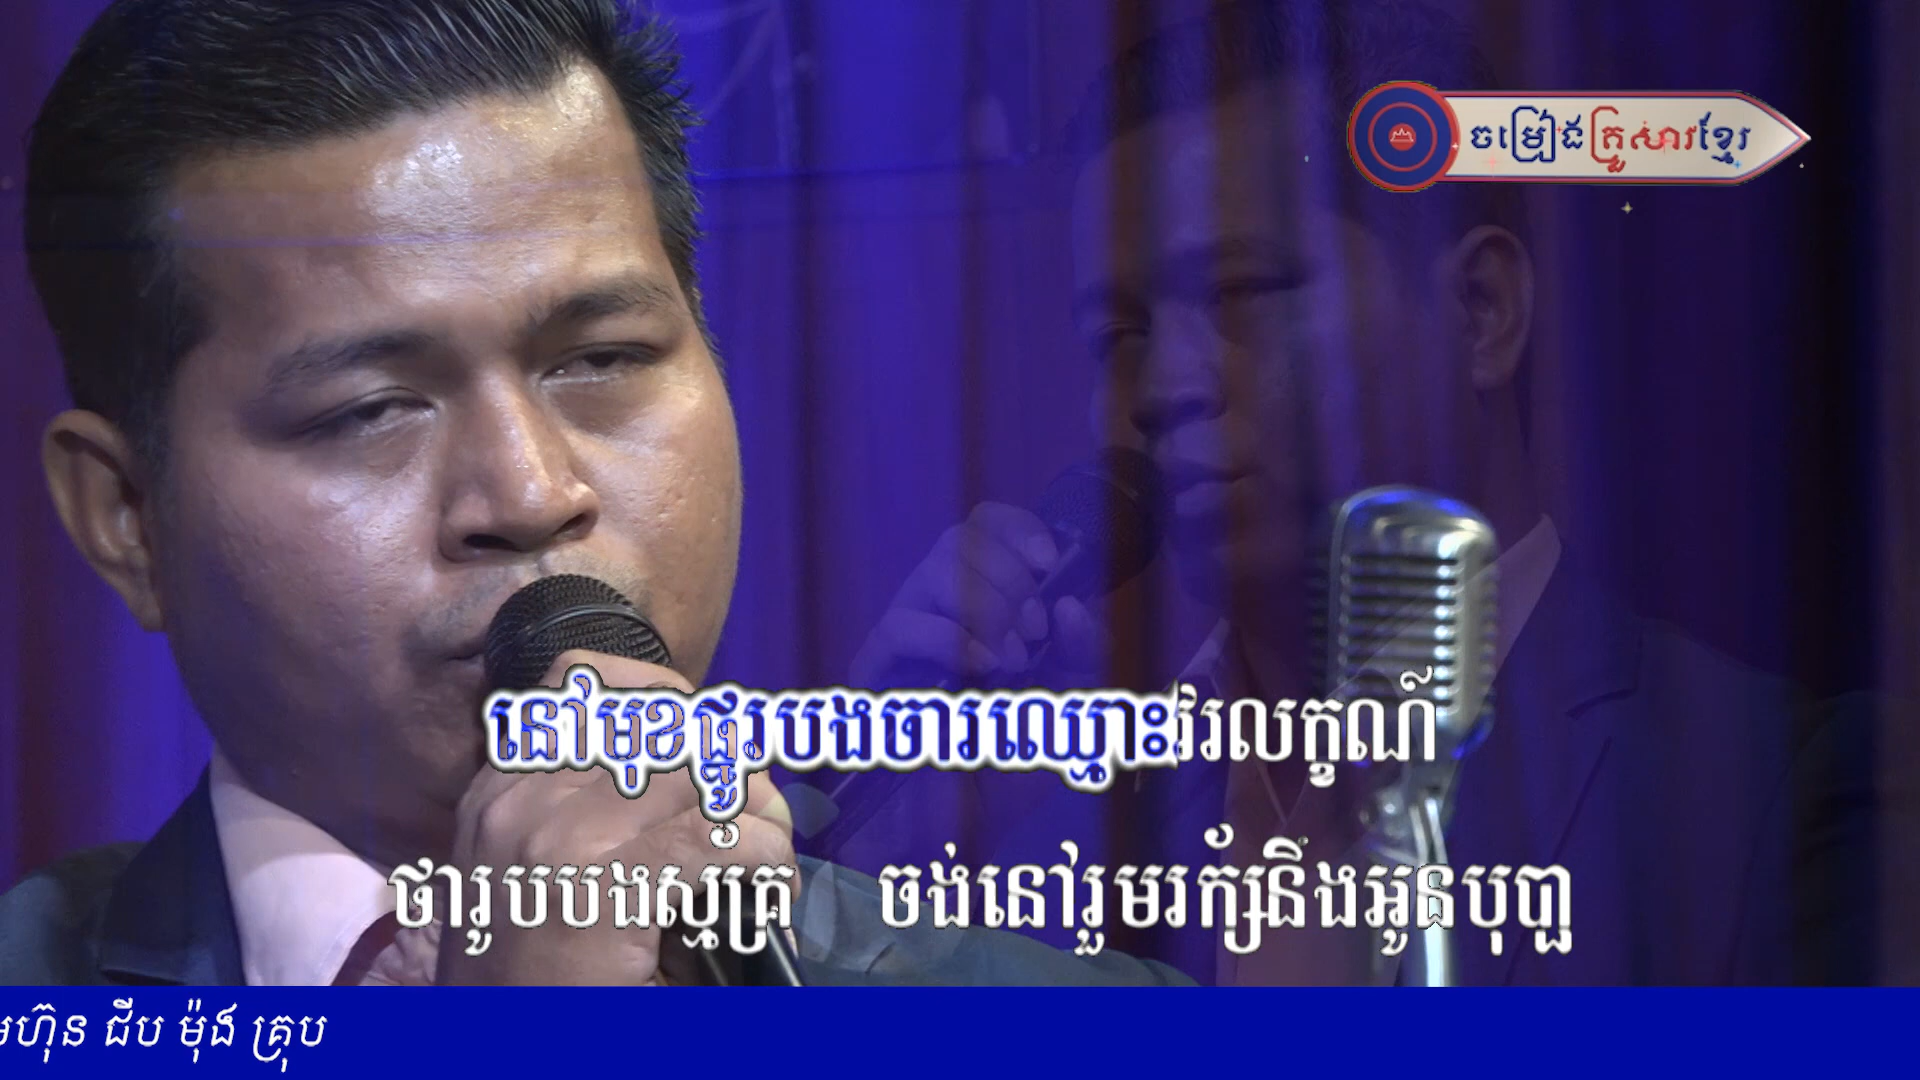 ចម្រៀងគ្រួសារខ្មែរ
នៅមុខផ្លូវបងចារឈ្មោះវរលក្ខណ៍
ថារូបបងស្ម័គ្រ ចង់នៅរួមរក្ស័នឹងអូនបុប្ផា
ហ៊ុន ជីប ម៉ុង គ្រុប